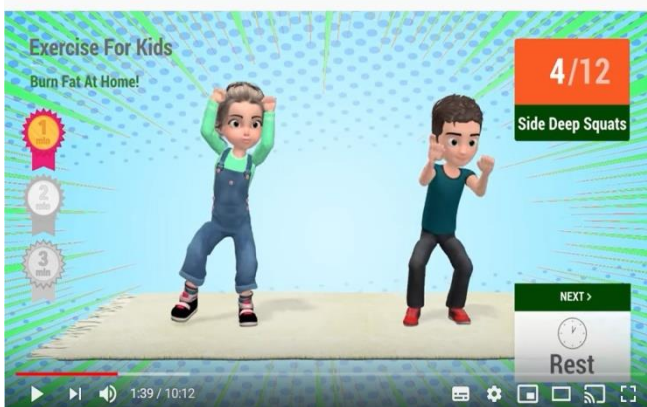 Exercise For Kids
Burn Fat At Home!
4/12
Side Deep Squats
1
min
2
min
3
min
NEXT >
Rest
1:39 / 10:12